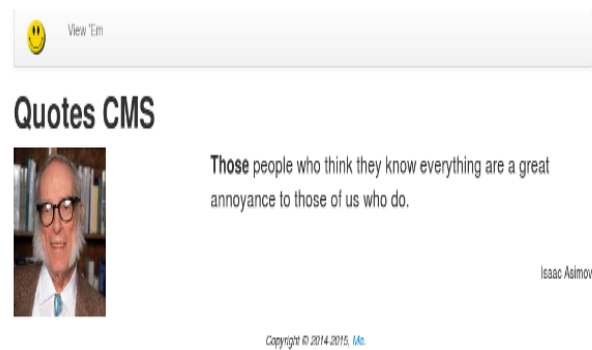 View 'Em
Quotes CMS
Those people who think they know everything are a great
annoyance to those of us who do.
Isaac Asimov
Copyright © 2014-2015, Me.